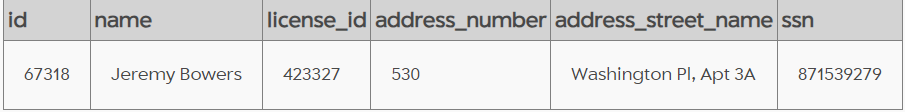 id name license_id address_number address_street_name ssn
67318 Jeremy Bowers 423327 530 Washington Pl, Apt 3A 871539279